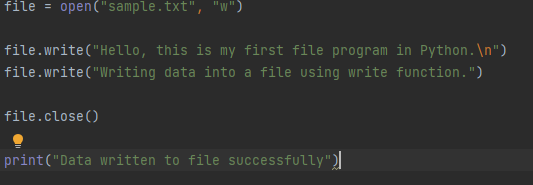 file = open("sample.txt", "w")
file.write("Hello, this is my first file program in Python.\n")
file.write("Writing data into a file using write function.")
file.close()
print("Data written to file successfully")